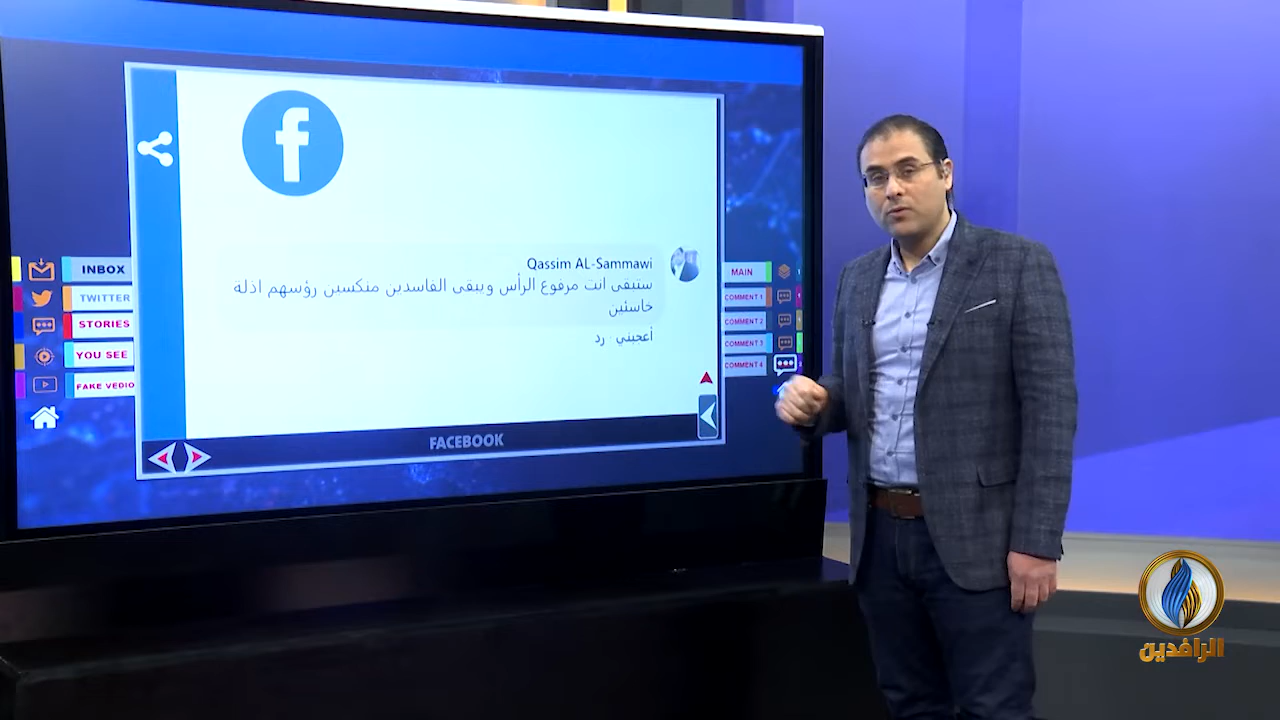 INBOX
TWITTER
STORIES
YOU SEE
FAKE VEDIO
Qassim AL-Sammawi
ستبقى انت مرفوع الرأس ويبقى الفاسدين منكسين رؤسهم اذلة
خاسئين
أعجبني · رد
FACEBOOK
MAIN
COMMENT 1
COMMENT 2
COMMENT 3
COMMENT 4
الرافدين